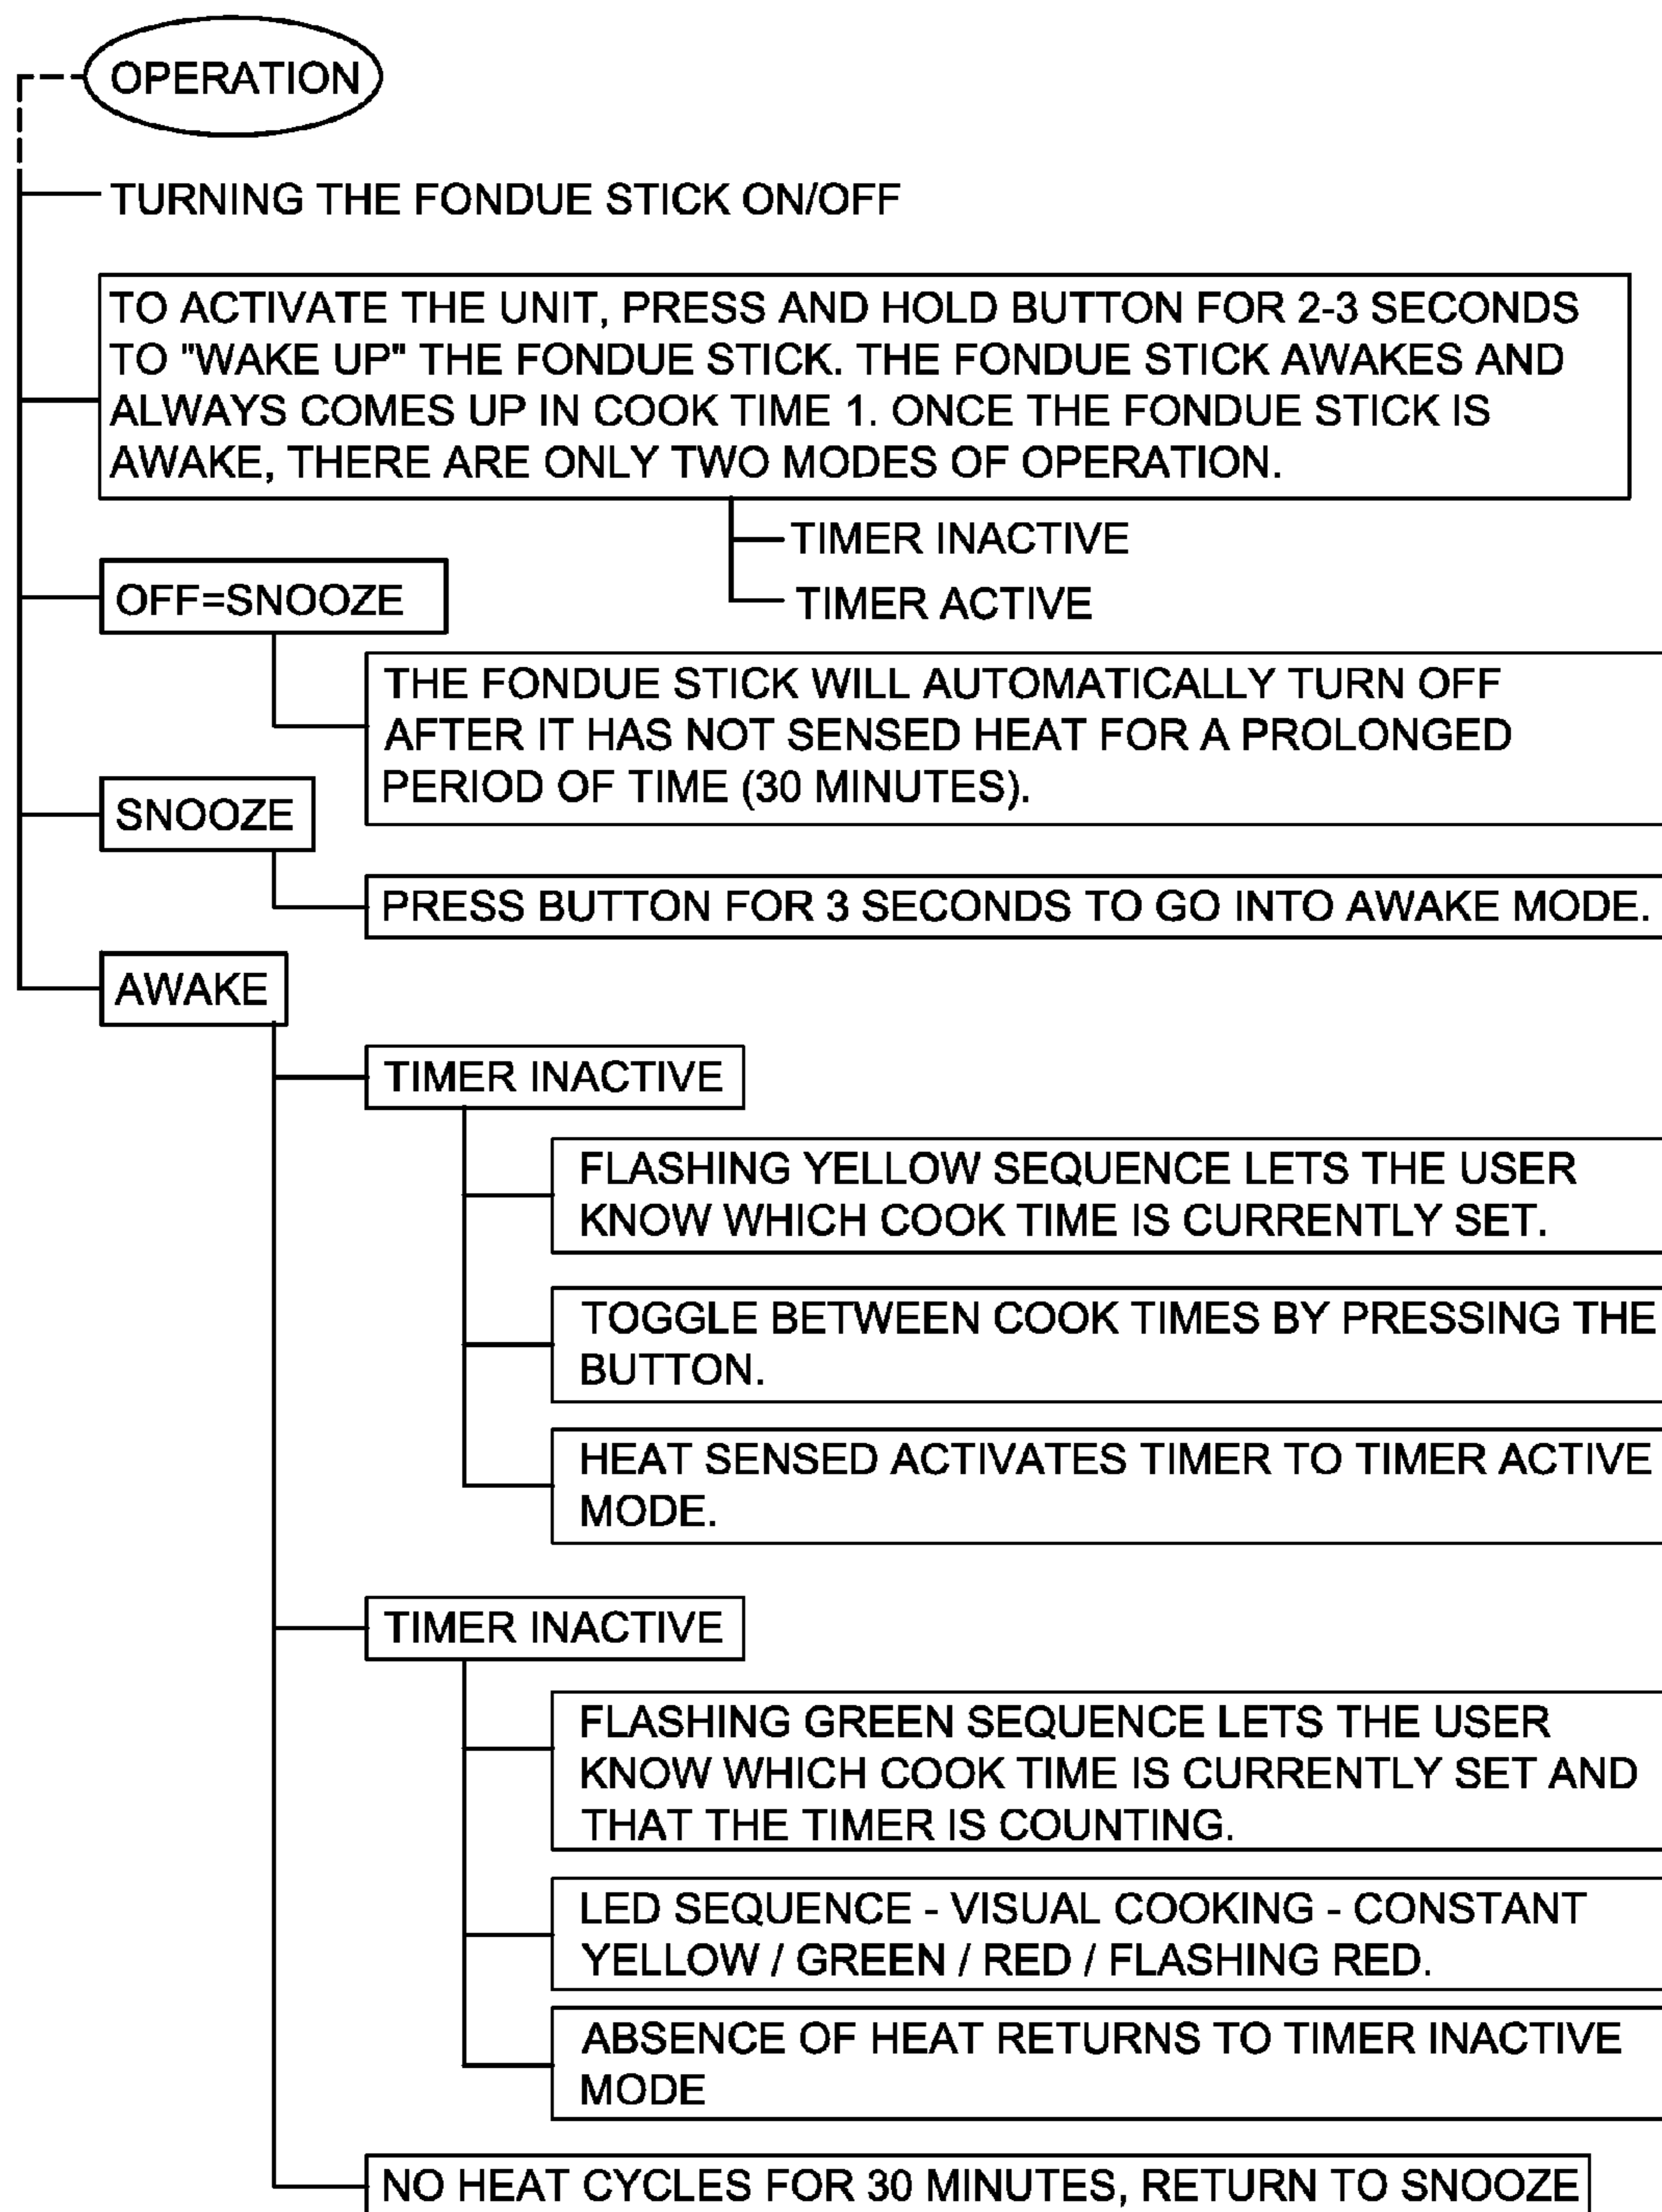 OPERATION
TURNING THE FONDUE STICK ON/OFF
TO ACTIVATE THE UNIT, PRESS AND HOLD BUTTON FOR 2-3 SECONDS
TO "WAKE UP" THE FONDUE STICK. THE FONDUE STICK AWAKES AND
ALWAYS COMES UP IN COOK TIME 1. ONCE THE FONDUE STICK IS
AWAKE, THERE ARE ONLY TWO MODES OF OPERATION.
TIMER INACTIVE
TIMER ACTIVE
OFF=SNOOZE
THE FONDUE STICK WILL AUTOMATICALLY TURN OFF
AFTER IT HAS NOT SENSED HEAT FOR A PROLONGED
PERIOD OF TIME (30 MINUTES).
SNOOZE
PRESS BUTTON FOR 3 SECONDS TO GO INTO AWAKE MODE.
AWAKE
TIMER INACTIVE
FLASHING YELLOW SEQUENCE LETS THE USER
KNOW WHICH COOK TIME IS CURRENTLY SET.
TOGGLE BETWEEN COOK TIMES BY PRESSING THE
BUTTON.
HEAT SENSED ACTIVATES TIMER TO TIMER ACTIVE
MODE.
TIMER INACTIVE
FLASHING GREEN SEQUENCE LETS THE USER
KNOW WHICH COOK TIME IS CURRENTLY SET AND
THAT THE TIMER IS COUNTING.
LED SEQUENCE - VISUAL COOKING - CONSTANT
YELLOW / GREEN / RED / FLASHING RED.
ABSENCE OF HEAT RETURNS TO TIMER INACTIVE
MODE
NO HEAT CYCLES FOR 30 MINUTES, RETURN TO SNOOZE